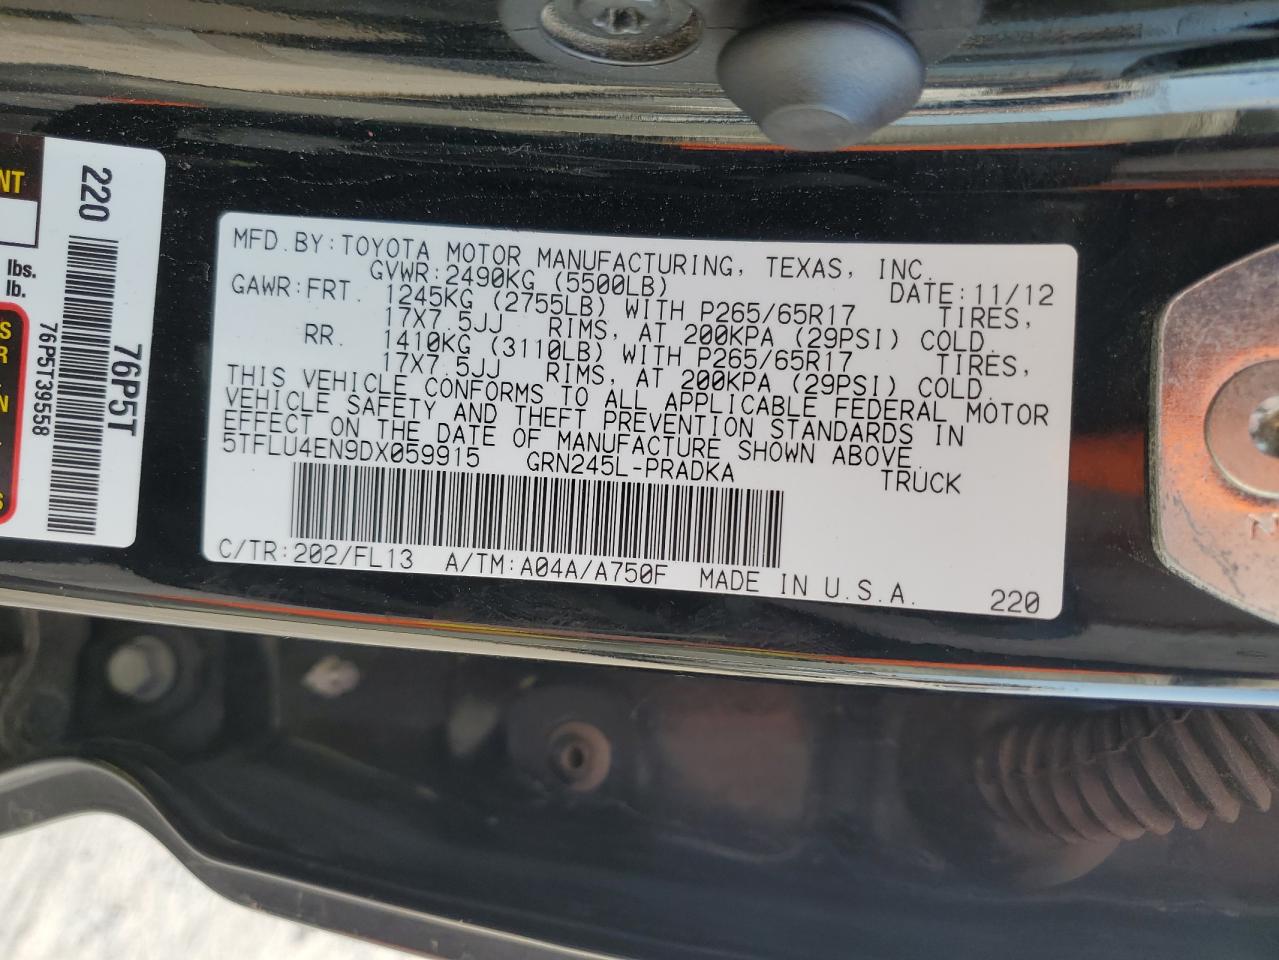 MFD. BY: TOYOTA MOTOR MANUFACTURING, TEXAS, INC.
GVWR: 2490KG (5500LB) DATE: 11/12
GAWR: FRT. 1245KG (2755LB) WITH P265/65R17 TIRES,
17X7.5JJ RIMS, AT 200KPA (29PSI) COLD.
RR. 1410KG (3110LB) WITH P265/65R17 TIRES,
17X7.5JJ RIMS, AT 200KPA (29PSI) COLD.
THIS VEHICLE CONFORMS TO ALL APPLICABLE FEDERAL MOTOR
VEHICLE SAFETY AND THEFT PREVENTION STANDARDS IN
EFFECT ON THE DATE OF MANUFACTURE SHOWN ABOVE.
5TFLU4EN9DX059915 GRN245L-PRADKA TRUCK
C/TR: 202/FL13 A/TM: A04A/A750F MADE IN U.S.A. 220
220
76P5T
76P5T39558
NT
lbs.
lb.
S
R
N
S